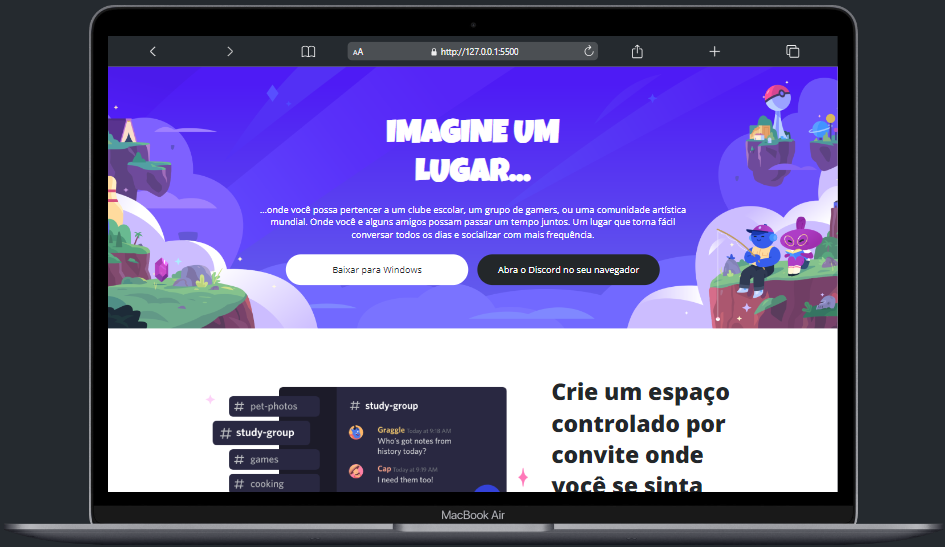 AA
http://127.0.0.1:5500
IMAGINE UM
LUGAR...
...onde você possa pertencer a um clube escolar, um grupo de gamers, ou uma comunidade artística
mundial. Onde você e alguns amigos possam passar um tempo juntos. Um lugar que torna fácil
conversar todos os dias e socializar com mais frequência.
Baixar para Windows
Abra o Discord no seu navegador
# pet-photos
# study-group
# games
# cooking
# study-group
Graggle Today at 9:18 AM
Who's got notes from
history today?
Cap Today at 9:19 AM
I need them too!
Crie um espaço
controlado por
convite onde
você se sinta
MacBook Air